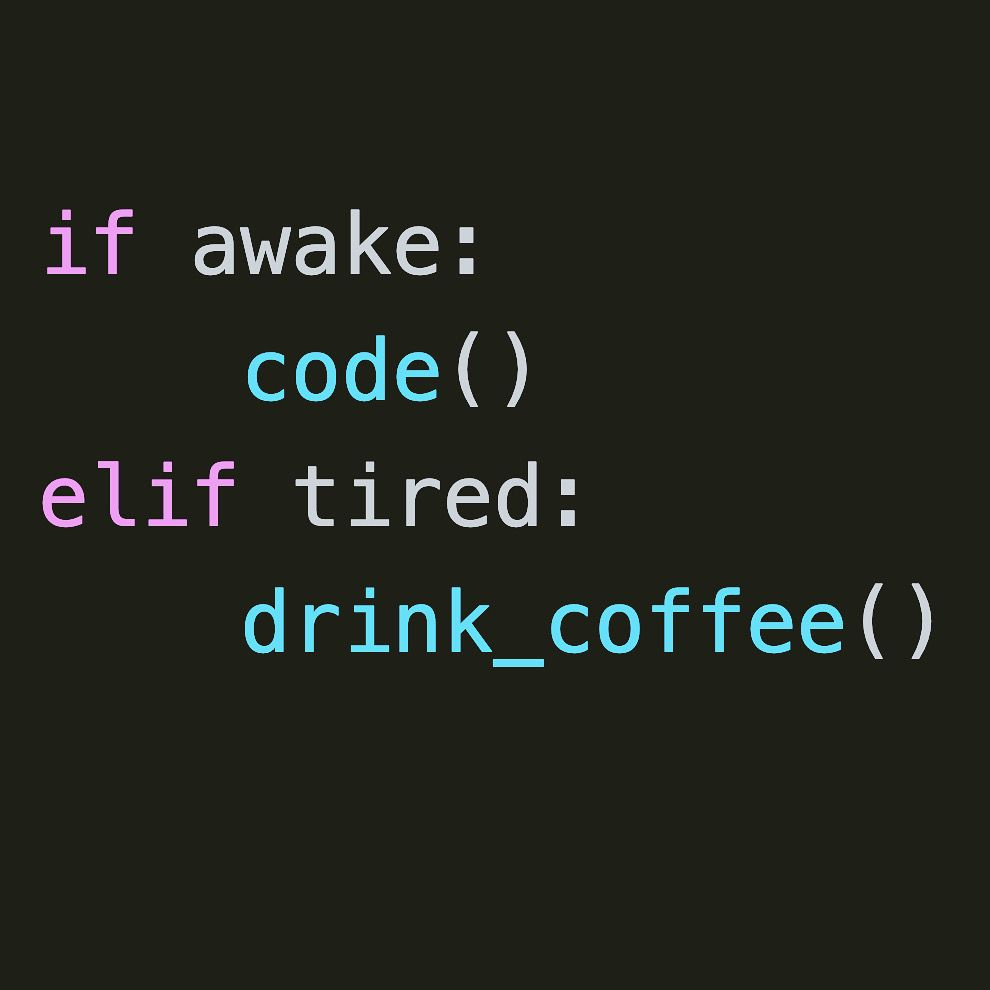 if awake:
    code()
elif tired:
    drink_coffee()